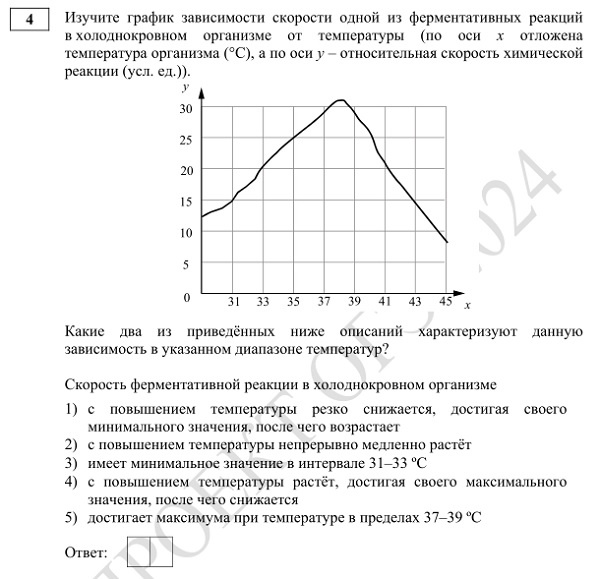 4 Изучите график зависимости скорости одной из ферментативных реакций
в холоднокровном организме от температуры (по оси x отложена
температура организма (°С), а по оси y – относительная скорость химической
реакции (усл. ед.)).
y
30
25
20
15
10
5
0
31 33 35 37 39 41 43 45 x
Какие два из приведённых ниже описаний характеризуют данную
зависимость в указанном диапазоне температур?
Скорость ферментативной реакции в холоднокровном организме
1) с повышением температуры резко снижается, достигая своего
минимального значения, после чего возрастает
2) с повышением температуры непрерывно медленно растёт
3) имеет минимальное значение в интервале 31–33 ºС
4) с повышением температуры растёт, достигая своего максимального
значения, после чего снижается
5) достигает максимума при температуре в пределах 37–39 ºС
Ответ:
ПРОЕКТ ОГЭ 2024